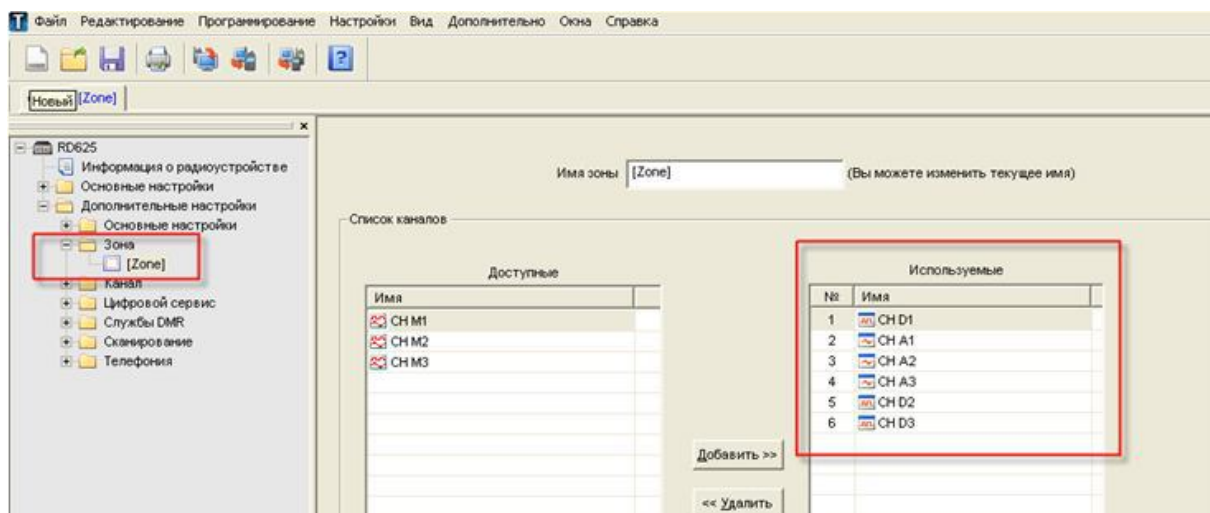 Файл Редактирование Программирование Настройки Вид Дополнительно Окна Справка
Новый [Zone]
RD625
Информация о радиоустройстве
Основные настройки
Дополнительные настройки
Основные настройки
Зона
[Zone]
Канал
Цифровой сервис
Службы DMR
Сканирование
Телефония
Имя зоны [Zone] (Вы можете изменить текущее имя)
Список каналов
Доступные
Имя
CH M1
CH M2
CH M3
Добавить >>
<< Удалить
Используемые
№ Имя
1 CH D1
2 CH A1
3 CH A2
4 CH A3
5 CH D2
6 CH D3